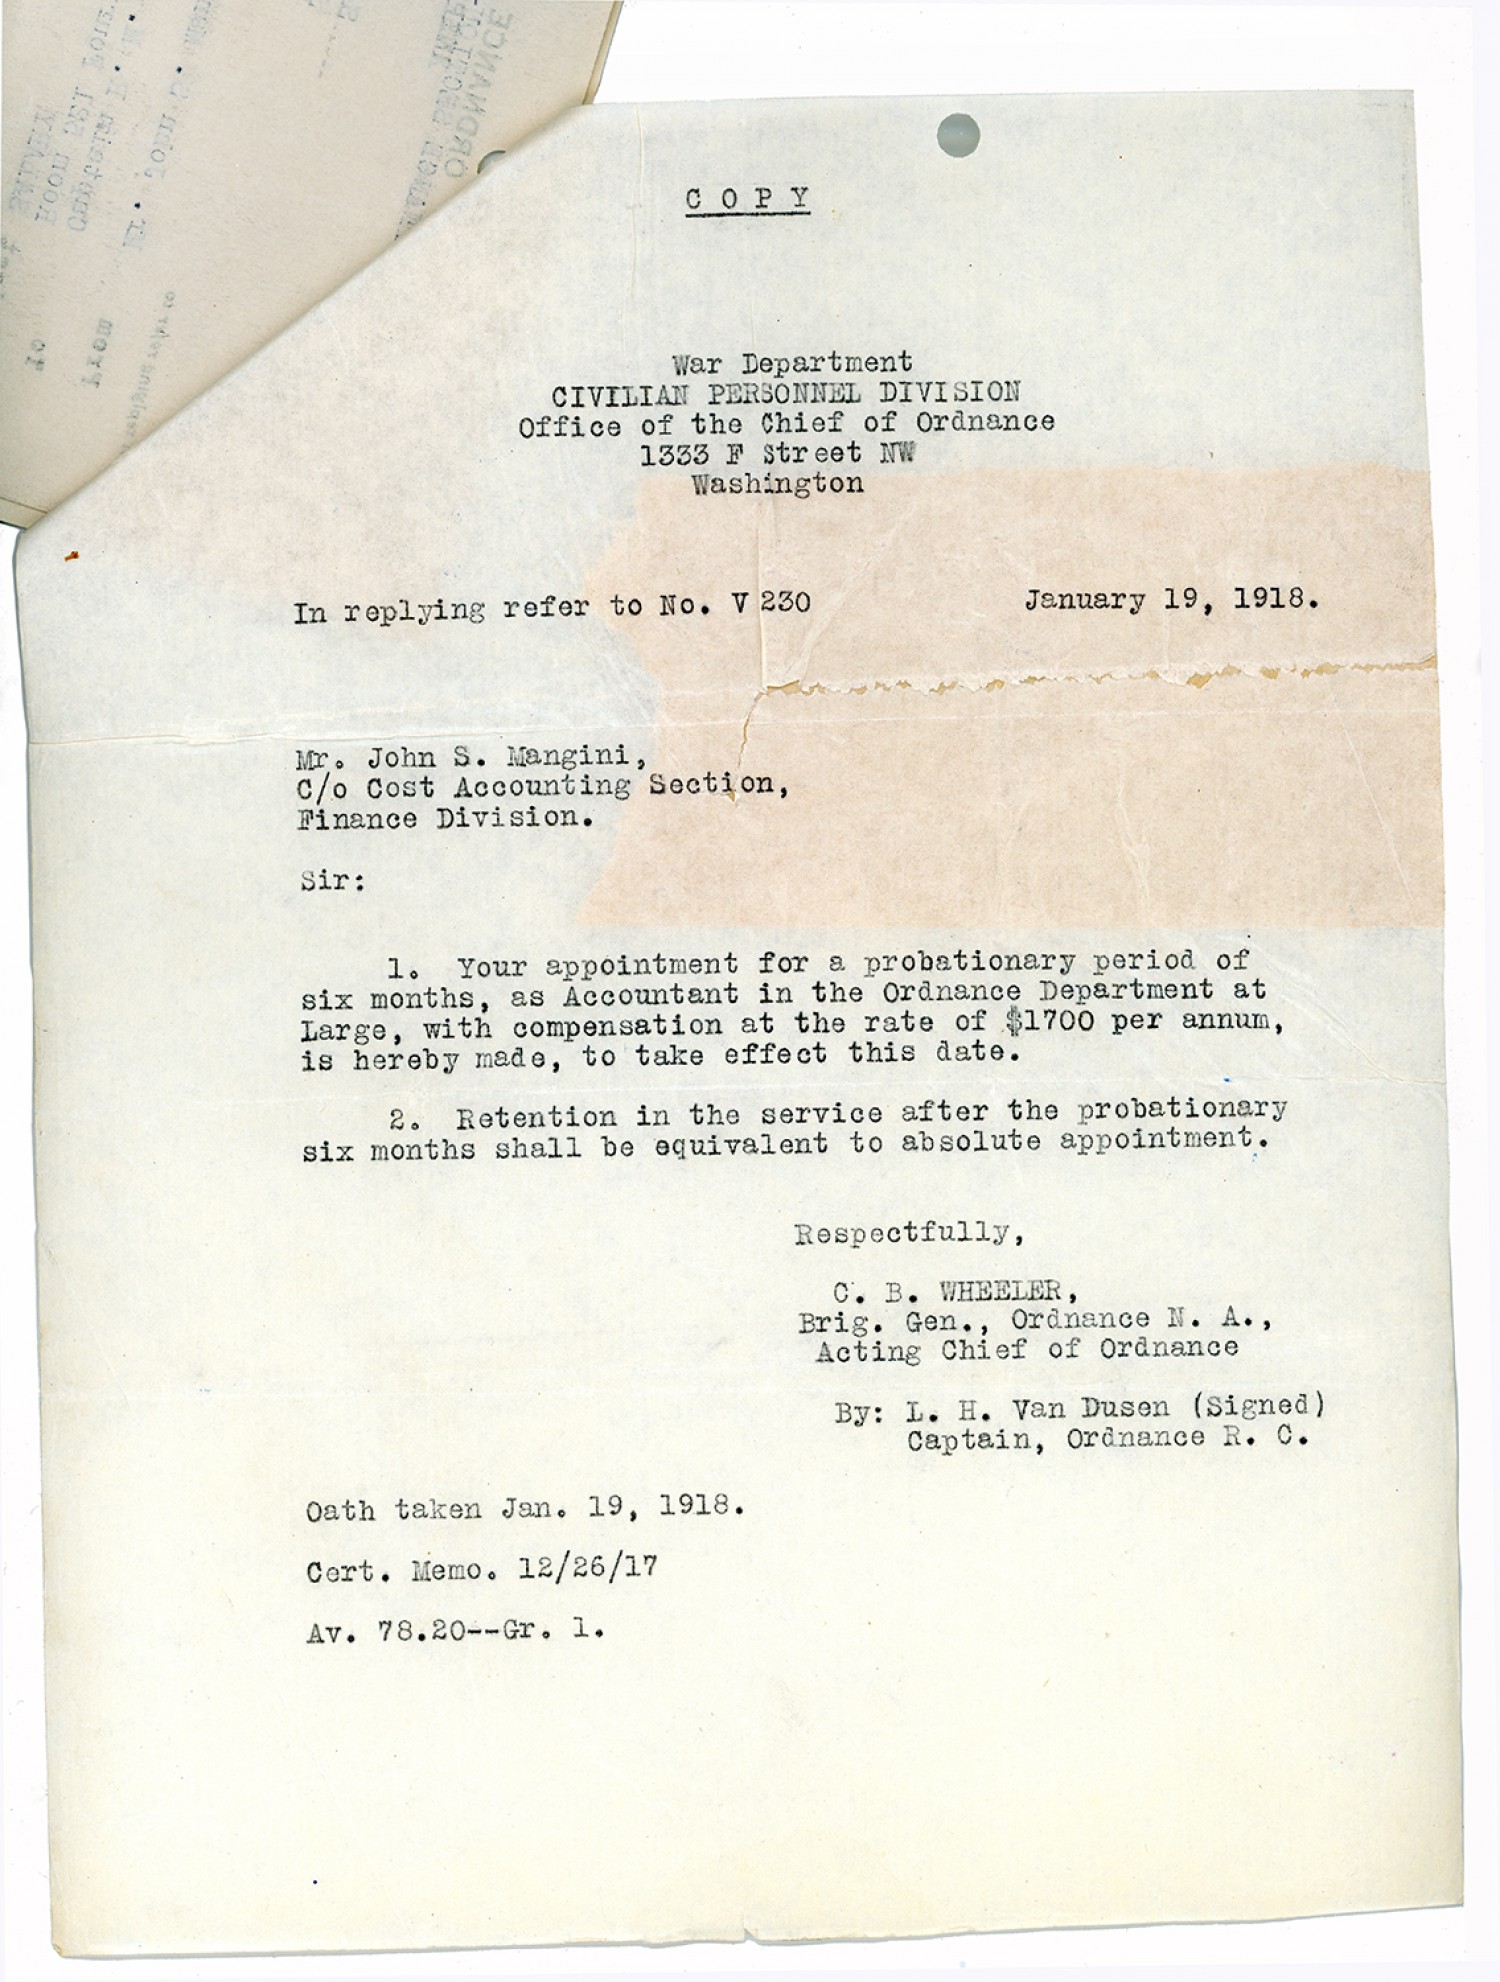 COPY
War Department
CIVILIAN PERSONNEL DIVISION
Office of the Chief of Ordnance
1333 F Street NW
Washington
In replying refer to No. V 230 January 19, 1918.
Mr. John S. Mangini,
C/o Cost Accounting Section,
Finance Division.
Sir:
1. Your appointment for a probationary period of
six months, as Accountant in the Ordnance Department at
Large, with compensation at the rate of $1700 per annum,
is hereby made, to take effect this date.
2. Retention in the service after the probationary
six months shall be equivalent to absolute appointment.
Respectfully,
C. B. WHEELER,
Brig. Gen., Ordnance N. A.,
Acting Chief of Ordnance
By: L. H. Van Dusen (Signed)
Captain, Ordnance R. C.
Oath taken Jan. 19, 1918.
Cert. Memo. 12/26/17
Av. 78.20--Gr. 1.